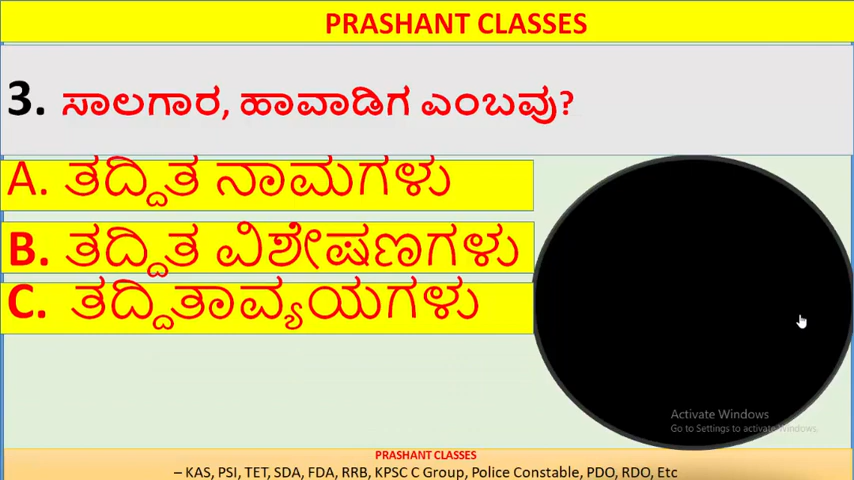 PRASHANT CLASSES
3. ಸಾಲಗಾರ, ಹಾವಾಡಿಗ ಎಂಬವು?
A. ತದ್ದಿತ ನಾಮಗಳು
B. ತದ್ದಿತ ವಿಶೇಷಣಗಳು
C. ತದ್ದಿತಾವ್ಯಯಗಳು
Activate Windows
Go to Settings to activate Windows.
PRASHANT CLASSES
– KAS, PSI, TET, SDA, FDA, RRB, KPSC C Group, Police Constable, PDO, RDO, Etc